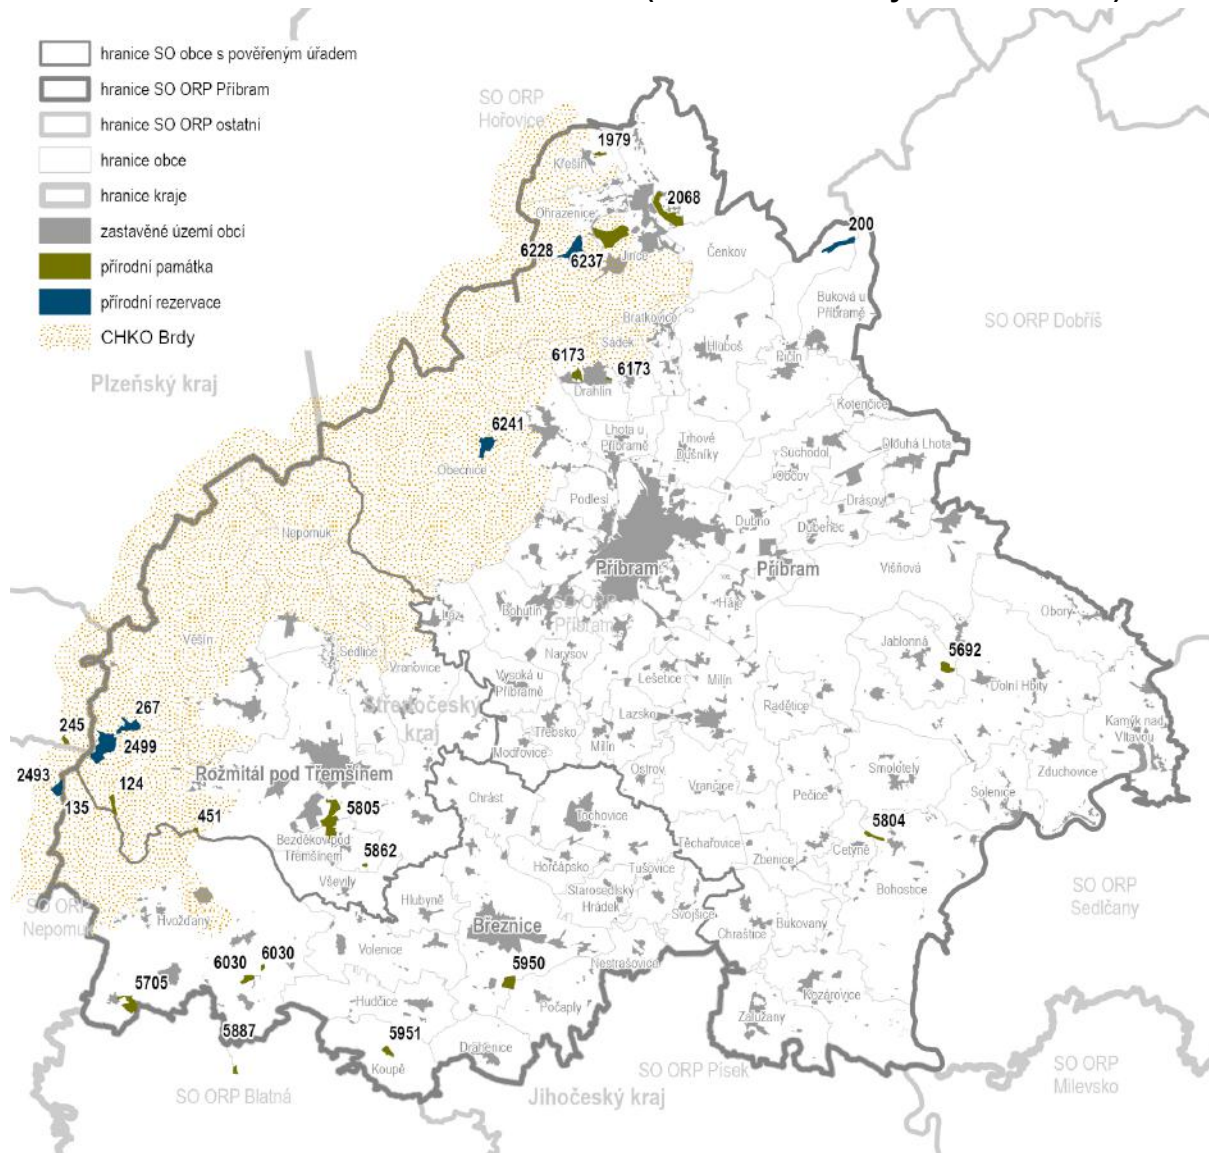 hranice SO obce s pověřeným úřadem
hranice SO ORP Příbram
hranice SO ORP ostatní
hranice obce
hranice kraje
zastavěné území obcí
přírodní památka
přírodní rezervace
CHKO Brdy
SO ORP
Hořovice
1979
Křešín
2068
Ohrazenice
200
6228
6237
Jince
Čenkov
Buková u
Příbramě
SO ORP Dobříš
Bratkovice
Sádek
Hluboš
Pičín
Plzeňský kraj
6173
6173
Drahlín
Kotenčice
6241
Obecnice
Lhota u
Příbramě
Trhové
Dušníky
Suchodol
Dlouhá Lhota
Občov
Podlesí
Drásov
Nepomuk
Dubno
Dubenec
Příbram
Příbram
Višňová
Láz
Bohutín
SO ORP
Příbram
Háje
Obory
Věšín
Sedlice
Vranovice
Narysov
Jablonná
5692
Vysoká u
Příbramě
Lešetice
Milín
Dolní Hbity
Středočeský
kraj
Lazsko
Radětice
Kamýk nad
Vltavou
267
245
2499
Třebsko
Modřovice
Milín
Rožmitál pod Třemšínem
Ostrov
Smolotely
Zduchovice
2493
124
135
Vrančice
Pečice
Solenice
Chrást
451
5805
Tochovice
5804
Bezděkov pod
Třemšínem
5862
Těchařovice
Cetyně
Zbenice
Vševily
Horčápsko
Tušovice
Bohostice
SO ORP
Sedlčany
Hlubyně
Starosedlský
Hrádek
SO ORP
Nepomuk
Hvožďany
Svojšice
Březnice
Chraštice
Bukovany
Volenice
6030
6030
5950
Nestrašovice
5705
Hudčice
Počaply
Kozárovice
Zalužany
5887
5951
Drahenice
Koupě
SO ORP Písek
SO ORP
Milevsko
SO ORP Blatná
Jihočeský kraj